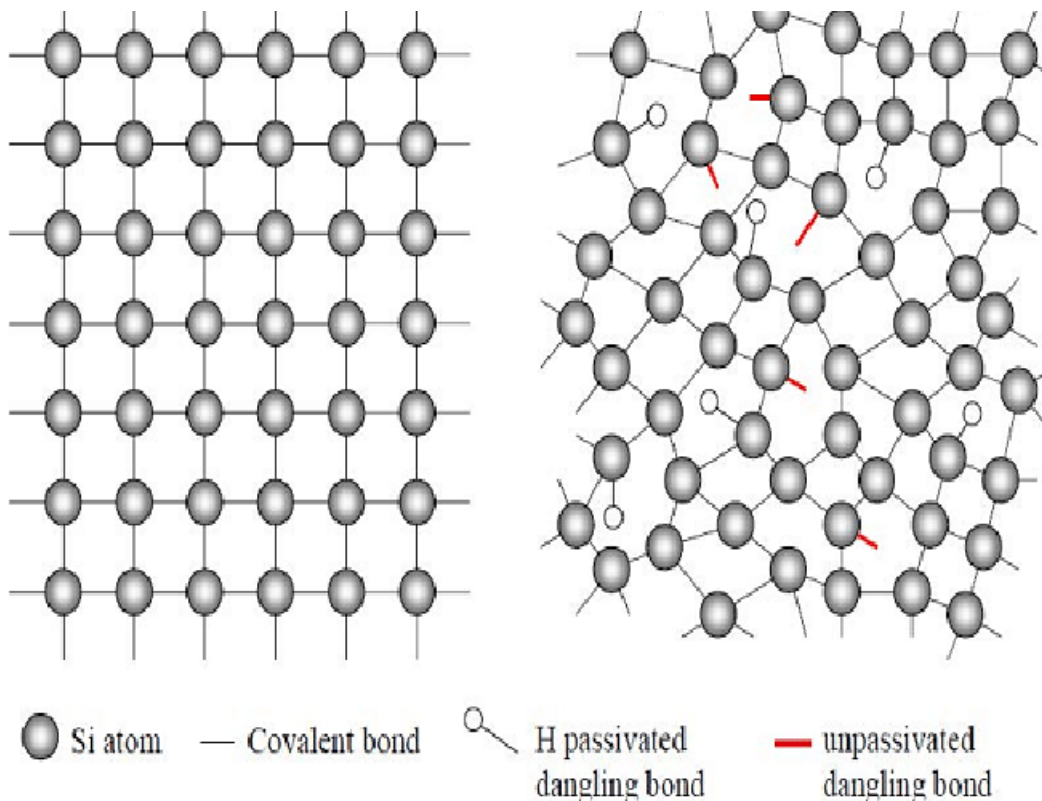 Si atom
Covalent bond
H passivated
dangling bond
unpassivated
dangling bond